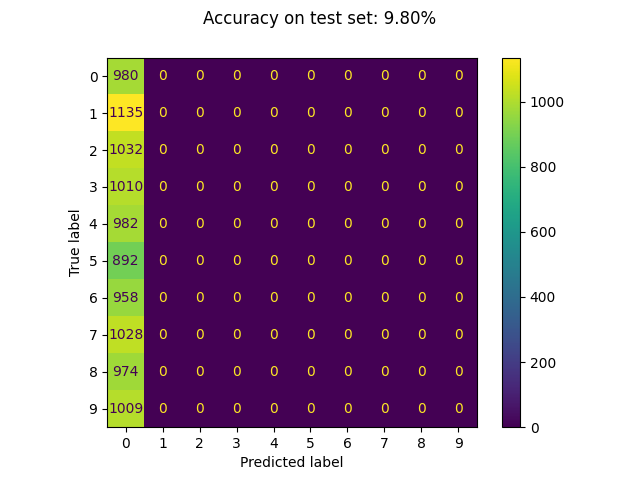 Accuracy on test set: 9.80%
0 980 0 0 0 0 0 0 0 0 0
1 1135 0 0 0 0 0 0 0 0 0
2 1032 0 0 0 0 0 0 0 0 0
3 1010 0 0 0 0 0 0 0 0 0
4 982 0 0 0 0 0 0 0 0 0
5 892 0 0 0 0 0 0 0 0 0
6 958 0 0 0 0 0 0 0 0 0
7 1028 0 0 0 0 0 0 0 0 0
8 974 0 0 0 0 0 0 0 0 0
9 1009 0 0 0 0 0 0 0 0 0
0 1 2 3 4 5 6 7 8 9
Predicted label
True label
1000
800
600
400
200
0